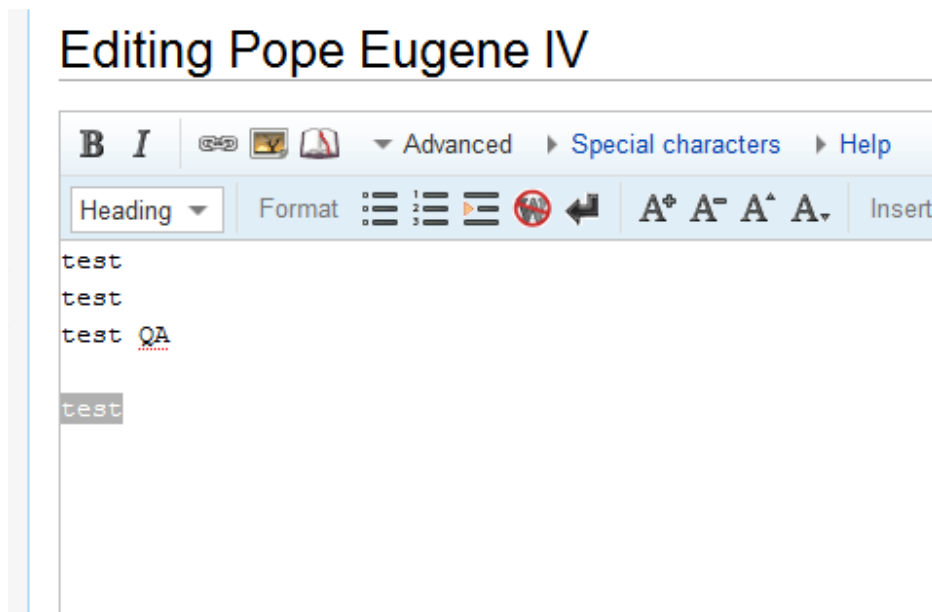 Editing Pope Eugene IV
B I Advanced Special characters Help
Heading Format A A A A Insert
test
test
test QA
test